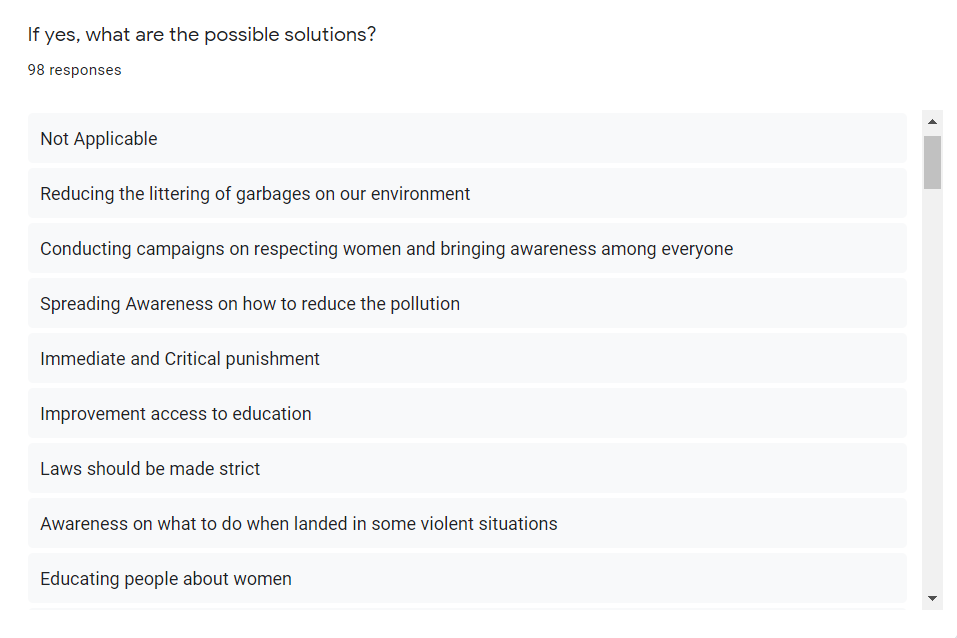 If yes, what are the possible solutions?
98 responses
Not Applicable
Reducing the littering of garbages on our environment
Conducting campaigns on respecting women and bringing awareness among everyone
Spreading Awareness on how to reduce the pollution
Immediate and Critical punishment
Improvement access to education
Laws should be made strict
Awareness on what to do when landed in some violent situations
Educating people about women